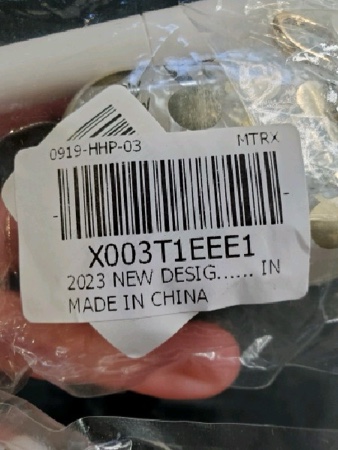 0919-HHP-03 MTRX
X003T1EEE1
2023 NEW DESIG...... IN
MADE IN CHINA